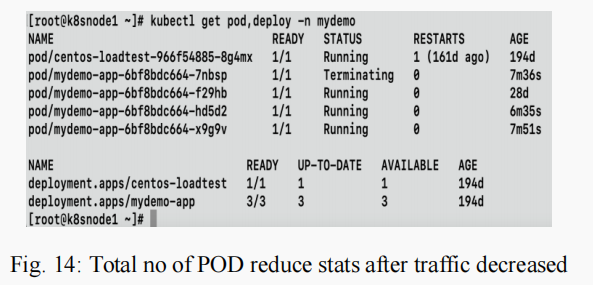 [root@k8snode1 ~]# kubectl get pod,deploy -n mydemo
NAME READY STATUS RESTARTS AGE
pod/centos-loadtest-966f54885-8g4mx 1/1 Running 1 (161d ago) 194d
pod/mydemo-app-6bf8bdc664-7nbsp 1/1 Terminating 0 7m36s
pod/mydemo-app-6bf8bdc664-f29hb 1/1 Running 0 28d
pod/mydemo-app-6bf8bdc664-hd5d2 1/1 Running 0 6m35s
pod/mydemo-app-6bf8bdc664-x9g9v 1/1 Running 0 7m51s
NAME READY UP-TO-DATE AVAILABLE AGE
deployment.apps/centos-loadtest 1/1 1 1 194d
deployment.apps/mydemo-app 3/3 3 3 194d
[root@k8snode1 ~]#
Fig. 14: Total no of POD reduce stats after traffic decreased